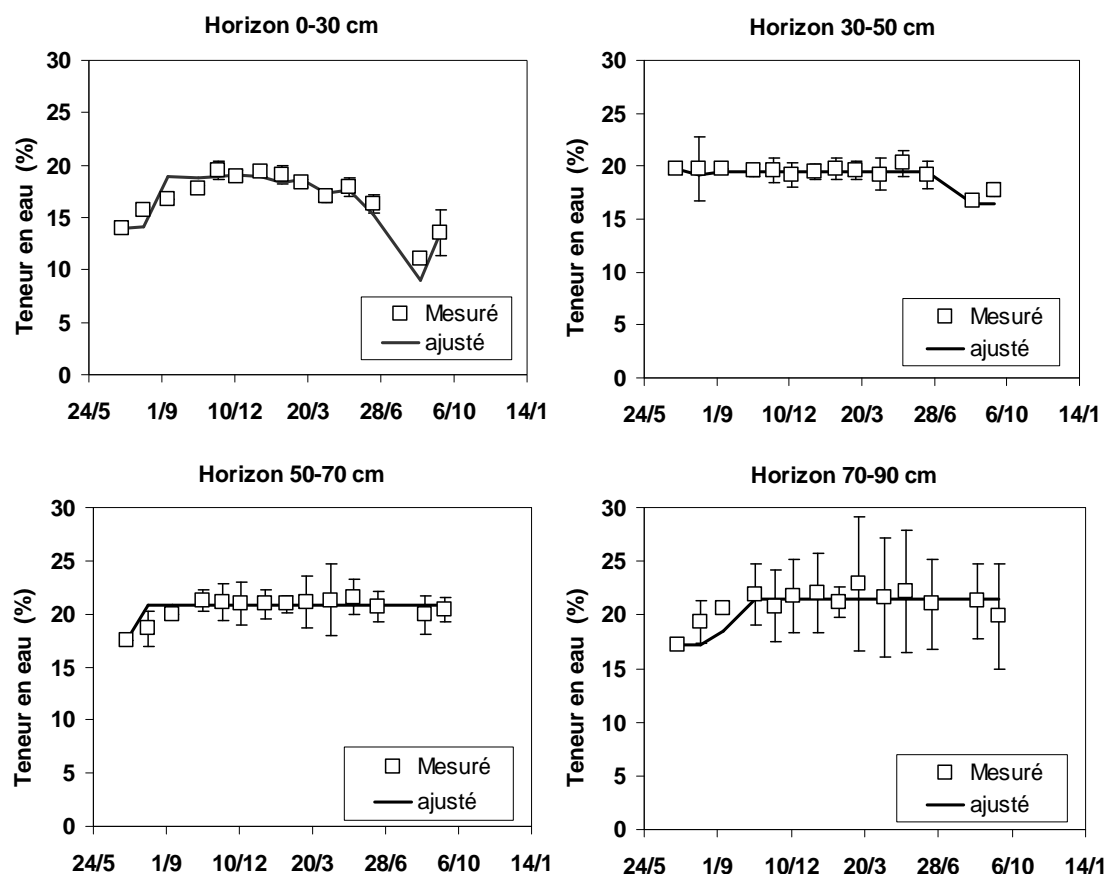 Horizon 0-30 cm
Teneur en eau (%)
30
25
20
15
10
5
0
Mesuré
ajusté
24/5 1/9 10/12 20/3 28/6 6/10 14/1
Horizon 30-50 cm
Teneur en eau (%)
30
25
20
15
10
5
0
Mesuré
ajusté
24/5 1/9 10/12 20/3 28/6 6/10 14/1
Horizon 50-70 cm
Teneur en eau (%)
30
25
20
15
10
5
0
Mesuré
ajusté
24/5 1/9 10/12 20/3 28/6 6/10 14/1
Horizon 70-90 cm
Teneur en eau (%)
30
25
20
15
10
5
0
Mesuré
ajusté
24/5 1/9 10/12 20/3 28/6 6/10 14/1